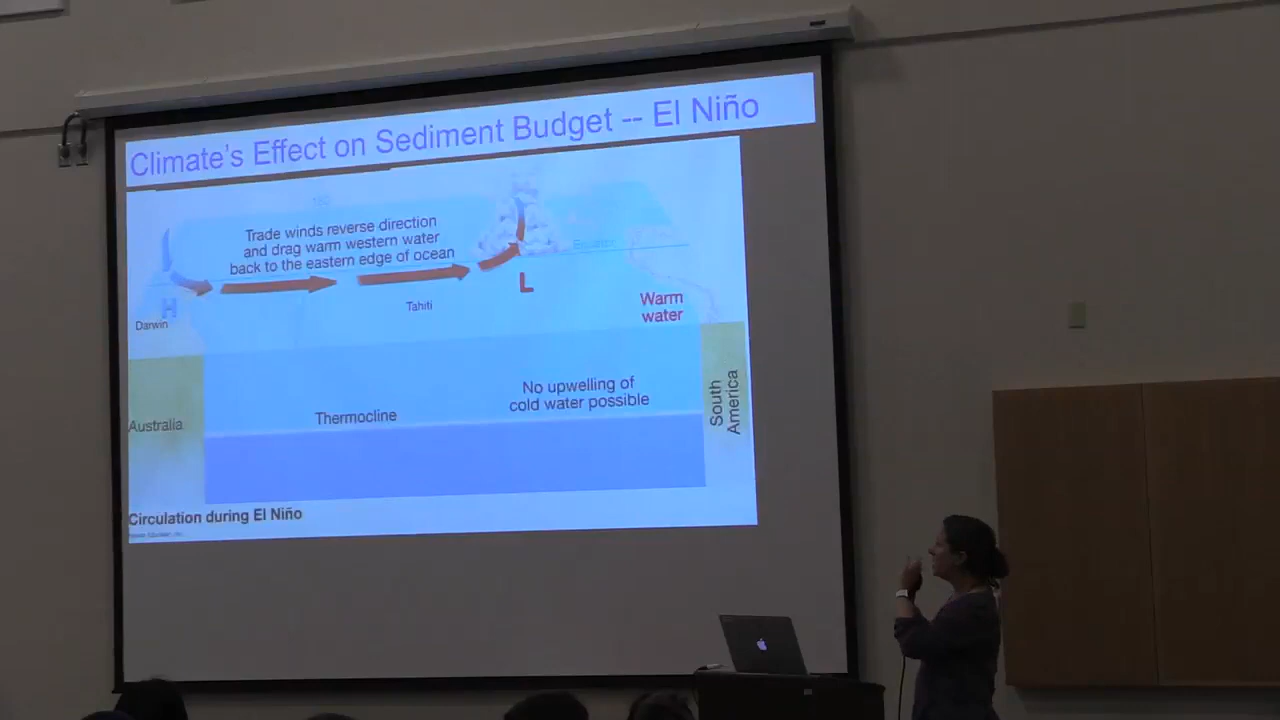 Climate's Effect on Sediment Budget -- El Niño
Trade winds reverse direction
and drag warm western water
back to the eastern edge of ocean
Equator
H
L
Darwin
Tahiti
Warm
water
No upwelling of
cold water possible
Thermocline
Australia
South
America
Circulation during El Niño